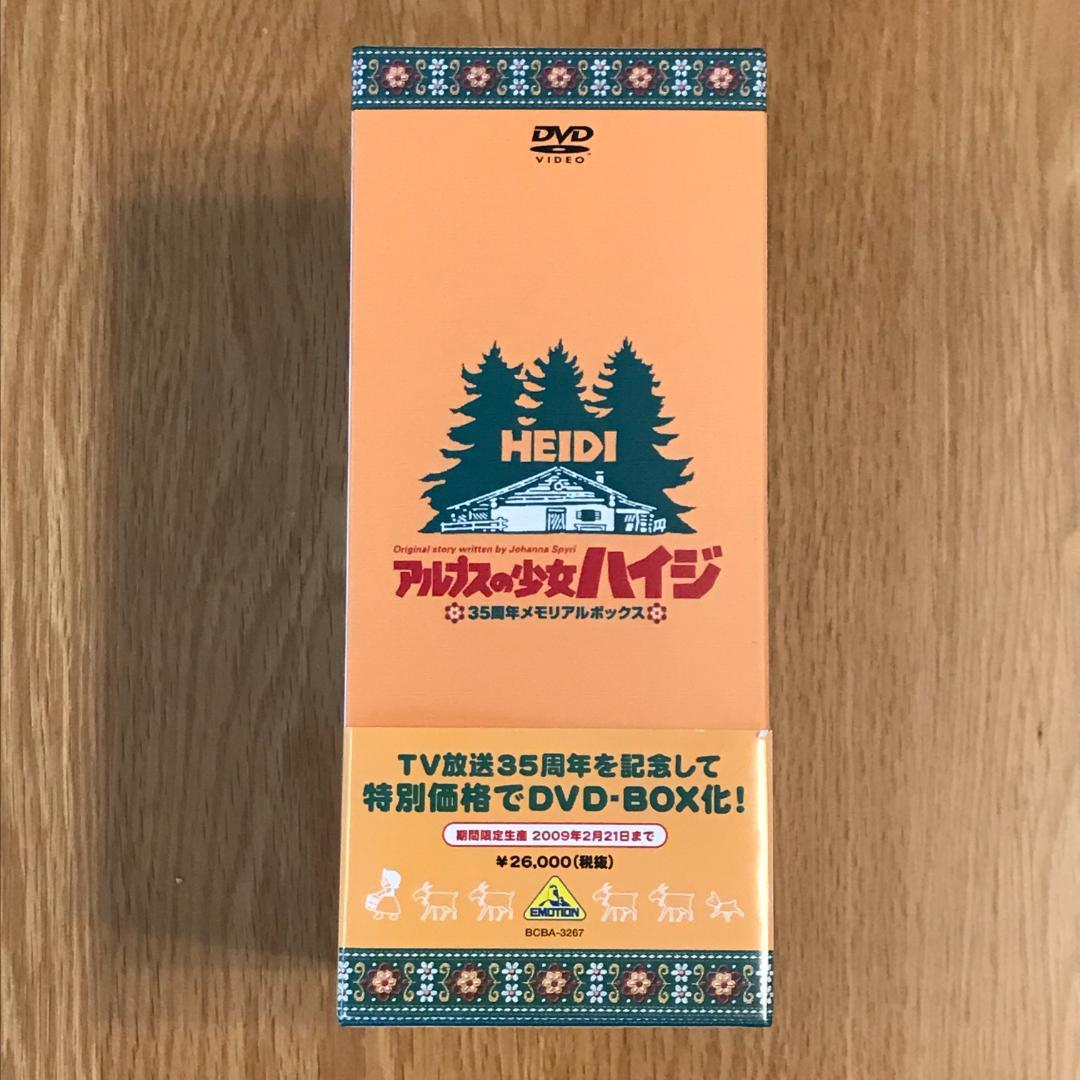 DVD
VIDEO
HEIDI
Original story written by Johanna Spyri
アルプスの少女ハイジ
35周年メモリアルボックス
TV放送35周年を記念して
特別価格でDVD-BOX化!
期間限定生産 2009年2月21日まで
¥26,000(税抜)
EMOTION
BCBA-3267